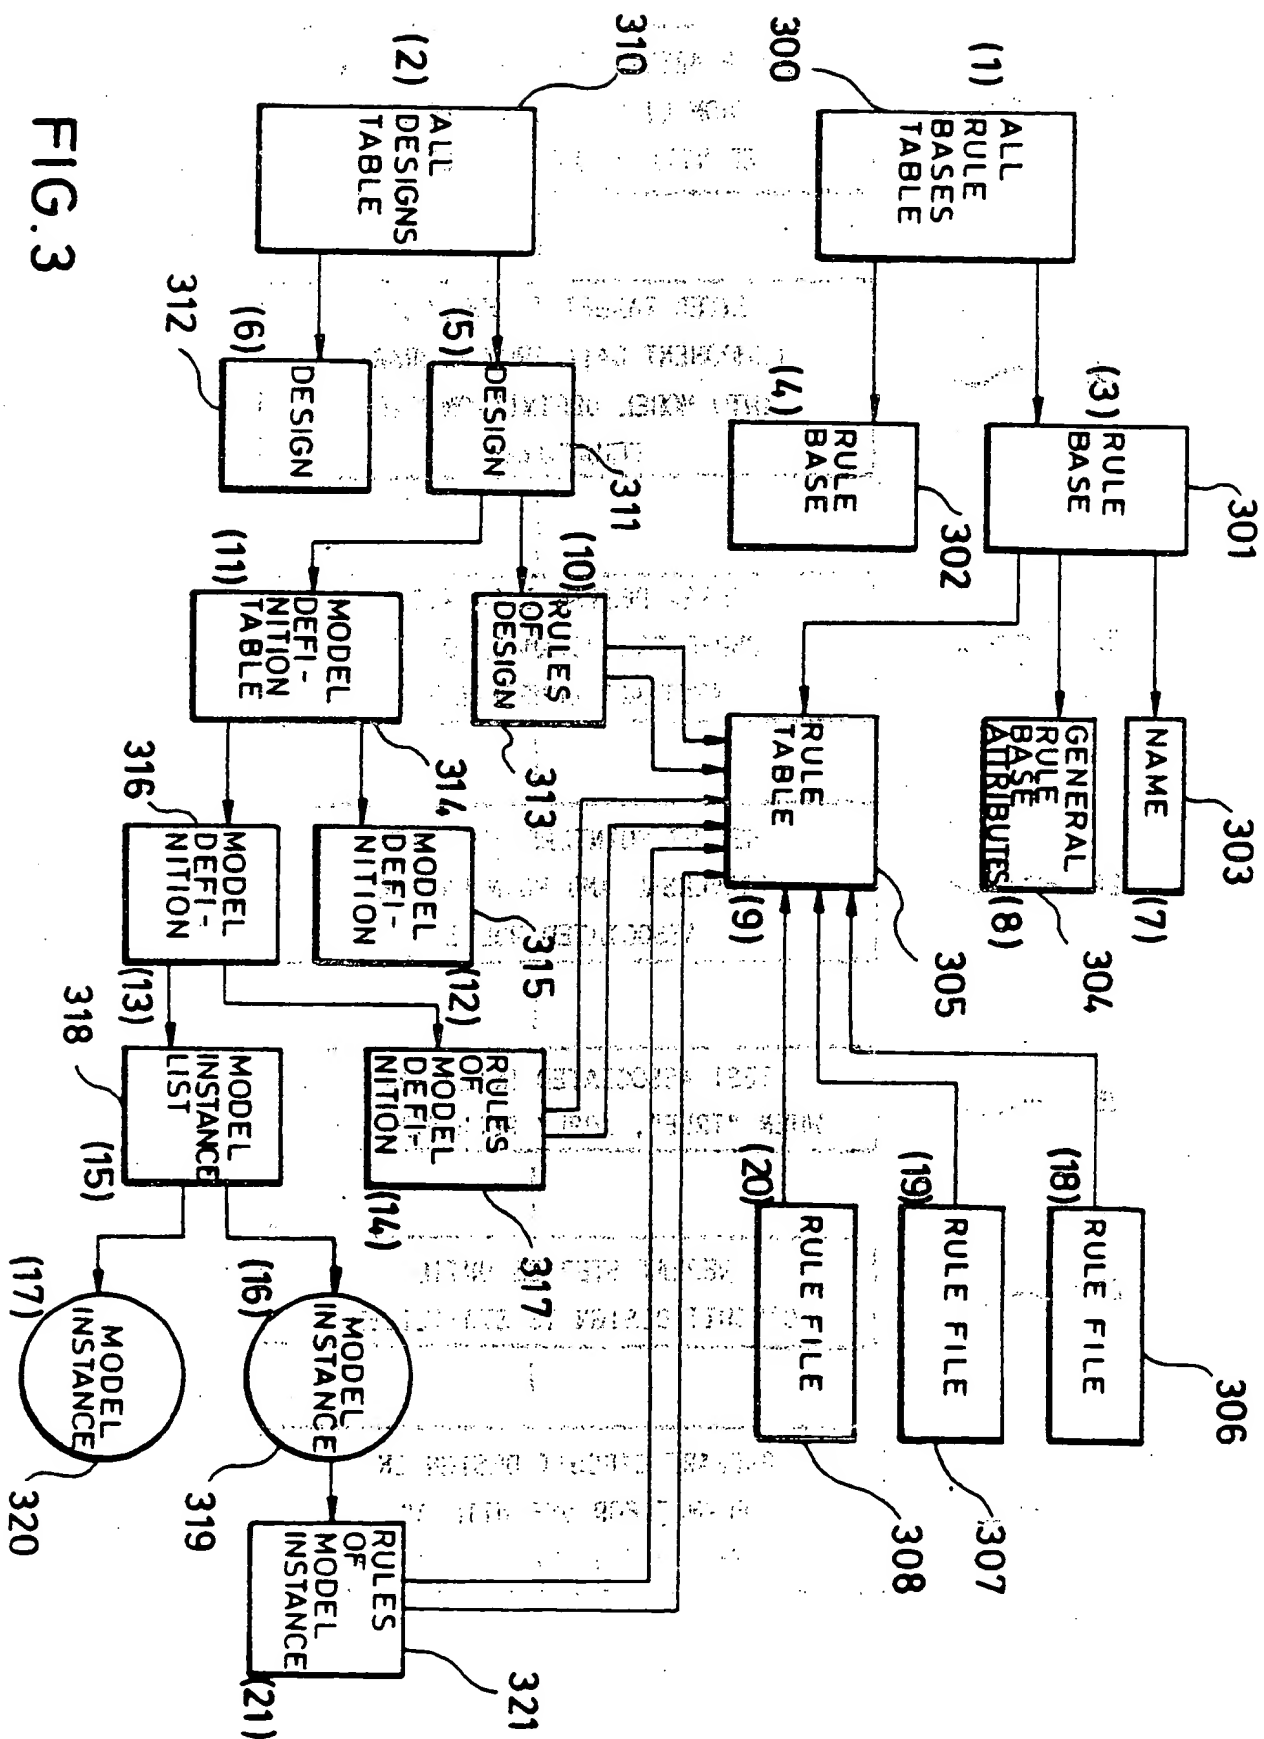 (1)
300
ALL
RULE
BASES
TABLE
(3)
RULE
BASE
301
(4)
RULE
BASE
302
NAME
303
(7)
GENERAL
RULE
BASE
ATTRIBUTES
(8)
304
RULE
TABLE
(9)
305
(18)
RULE FILE
306
(19)
RULE FILE
307
(20)
RULE FILE
308
310
(2)
ALL
DESIGNS
TABLE
(5)
DESIGN
311
(6)
DESIGN
312
(10)
RULES
OF
DESIGN
313
(11)
MODEL
DEFI-
NITION
TABLE
314
MODEL
DEFI-
NITION
315
(12)
316
MODEL
DEFI-
NITION
(13)
RULES
OF
MODEL
DEFI-
NITION
(14)
317
318
MODEL
INSTANCE
LIST
(15)
(16)
MODEL
INSTANCE
319
(17)
MODEL
INSTANCE
320
RULES
OF
MODEL
INSTANCE
321
(21)
FIG.3